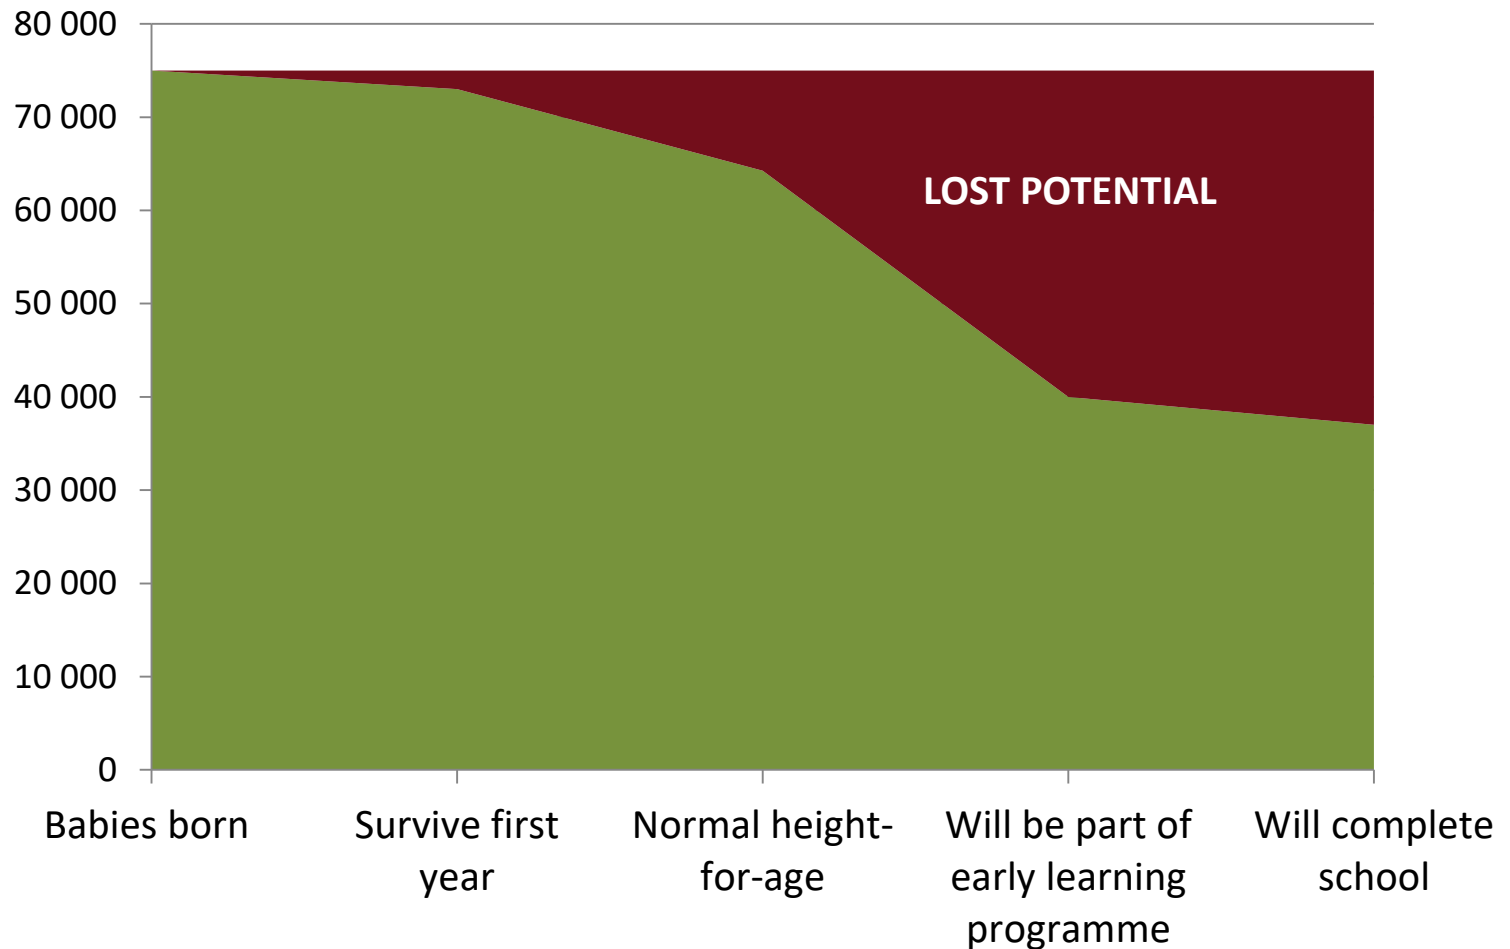 80 000
70 000
60 000
50 000
40 000
30 000
20 000
10 000
0
LOST POTENTIAL
Babies born
Survive first
year
Normal height-
for-age
Will be part of
early learning
programme
Will complete
school